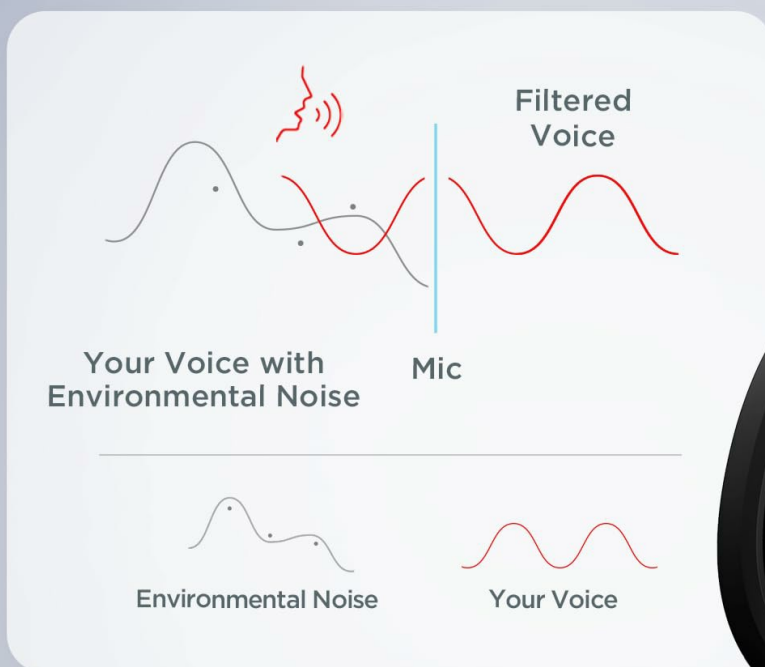 Filtered
Voice
Your Voice with
Environmental Noise
Mic
Environmental Noise
Your Voice